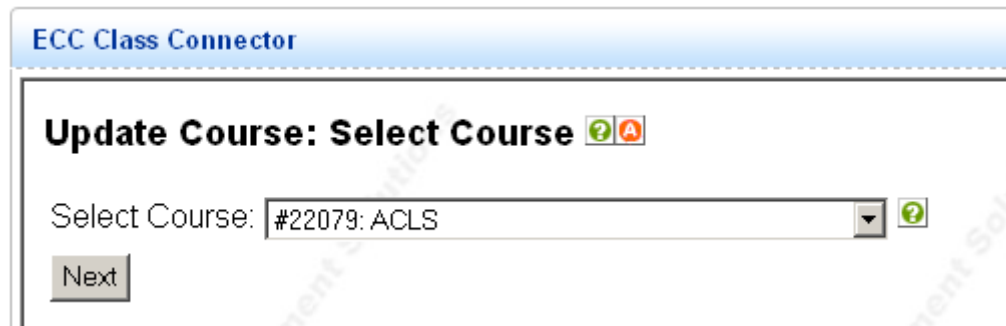 ECC Class Connector
Update Course: Select Course ? A
Select Course: #22079: ACLS ?
Next